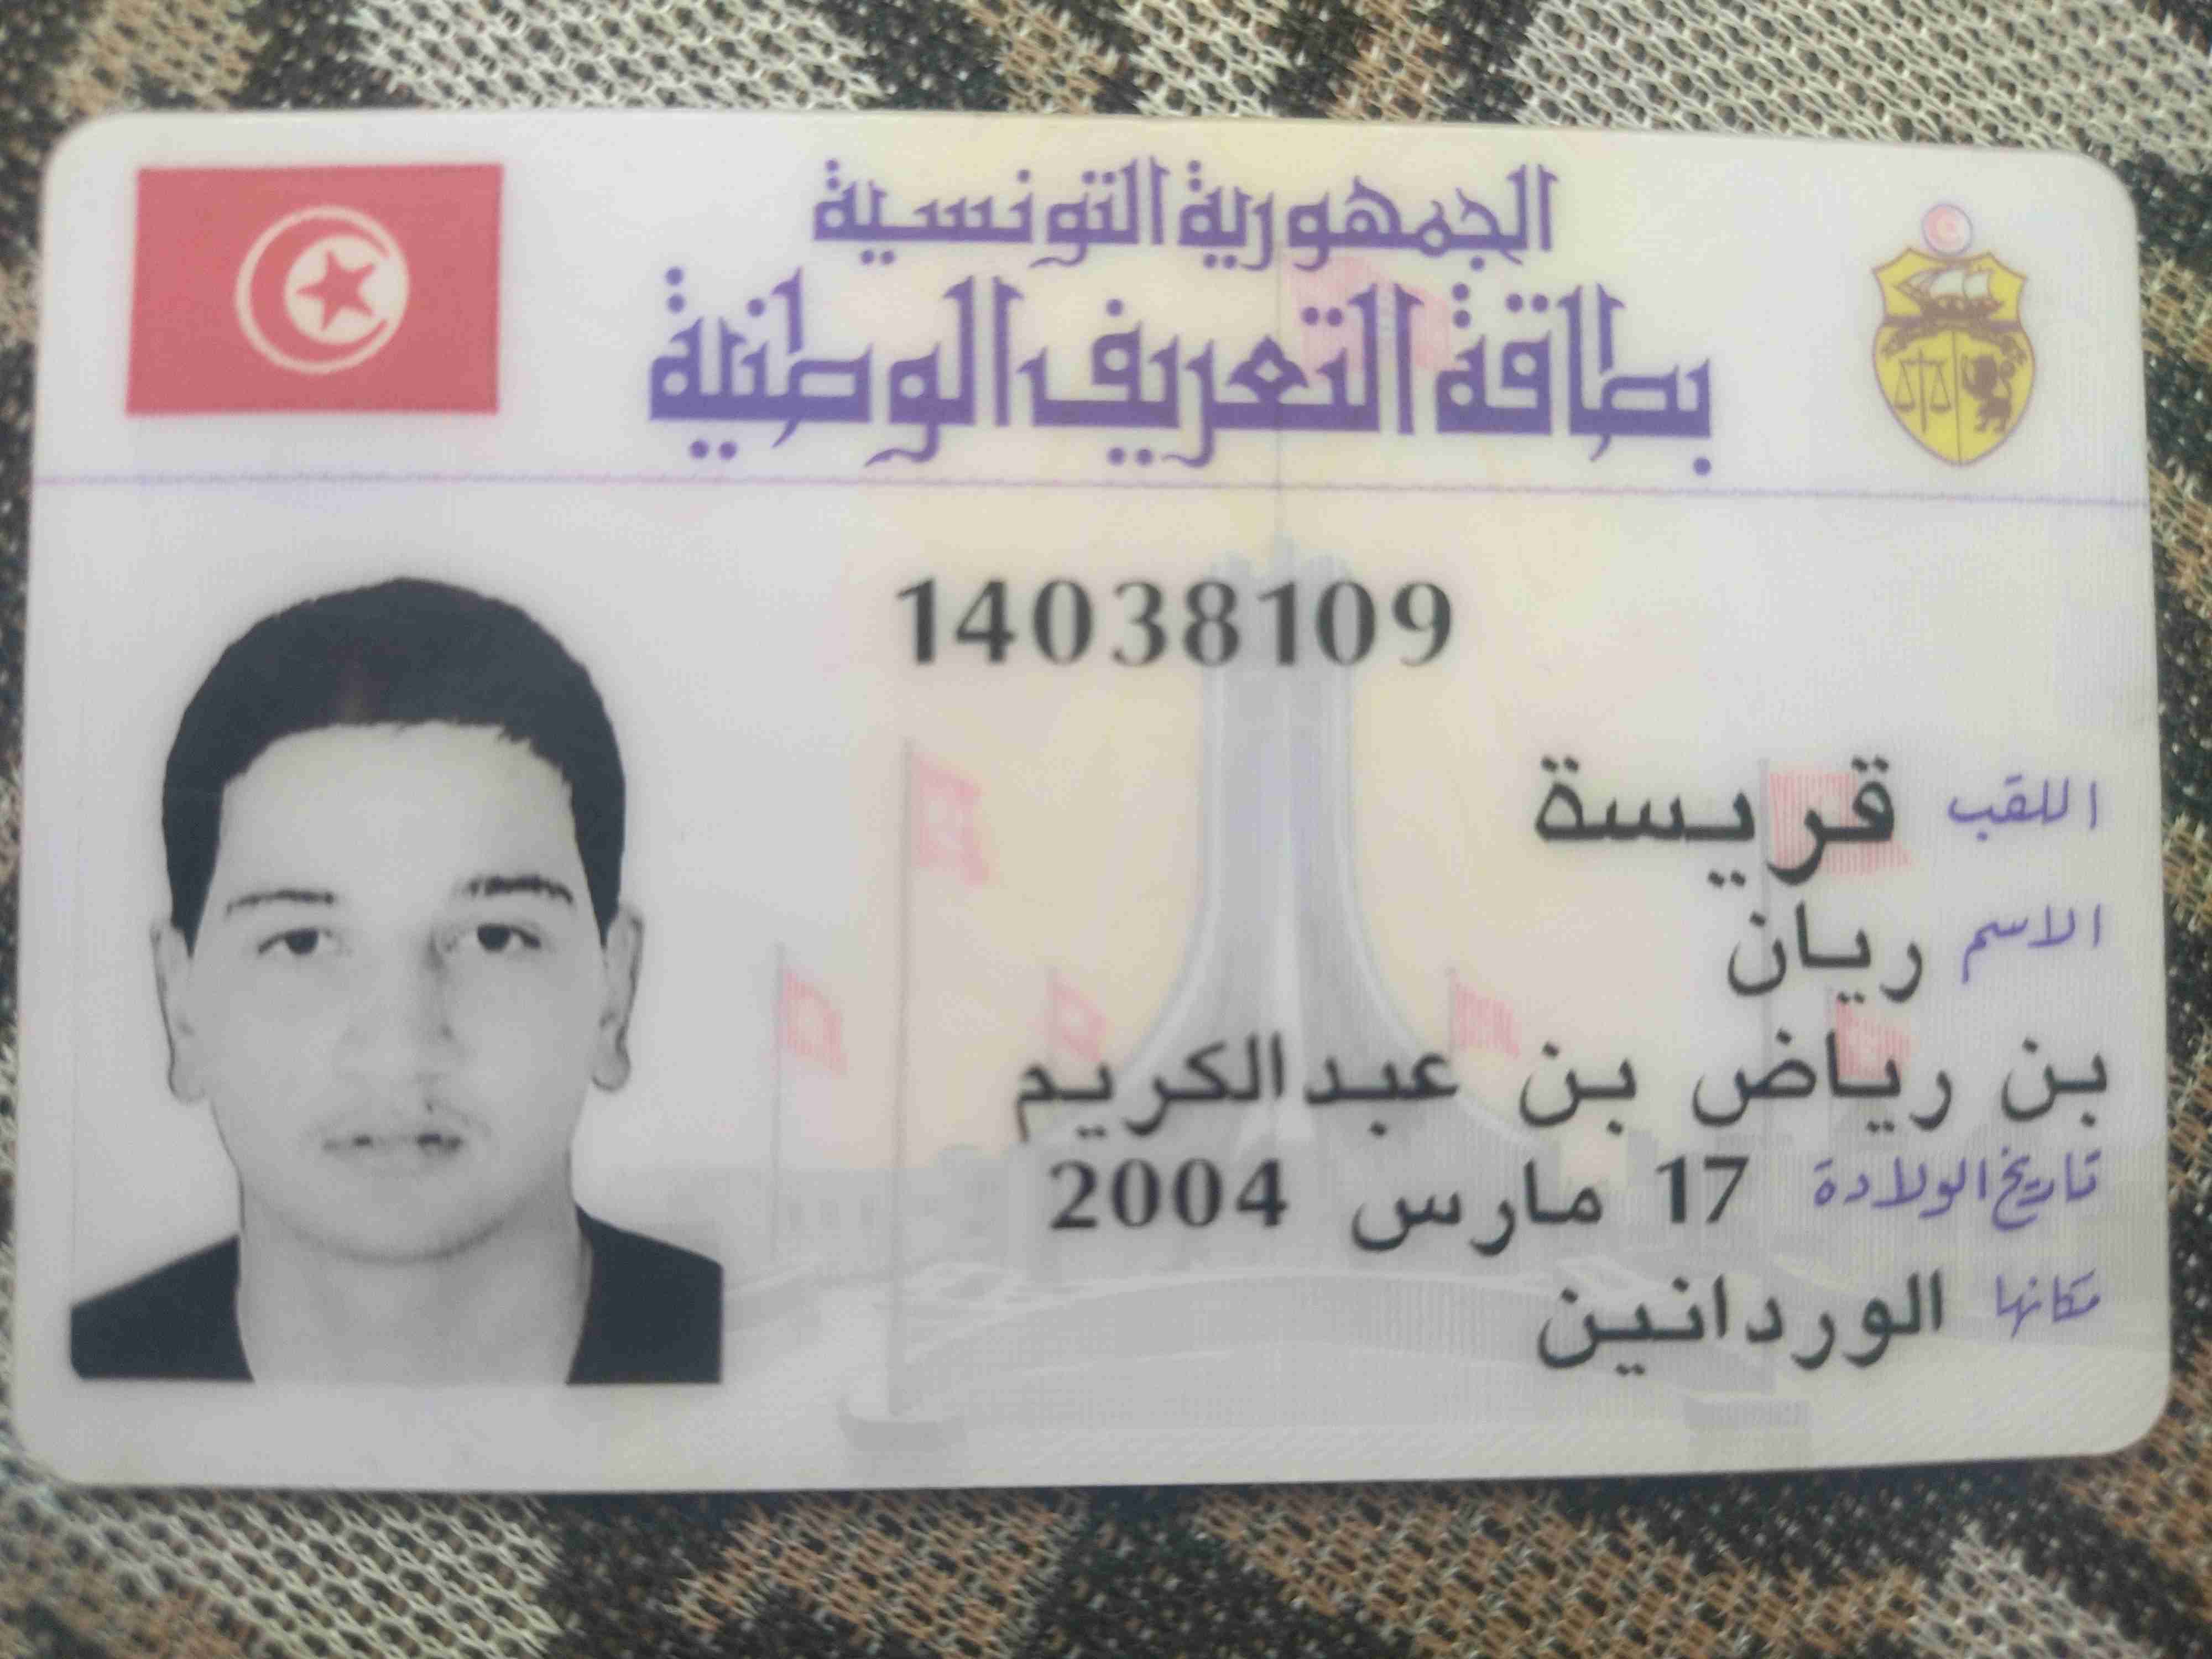 الجمهورية التونسية
بطاقة التعريف الوطنية
14038109
اللقب قريسة
الاسم ريان
بن رياض بن عبدالكريم
تاريخ الولادة 17 مارس 2004
مكانها الوردانين